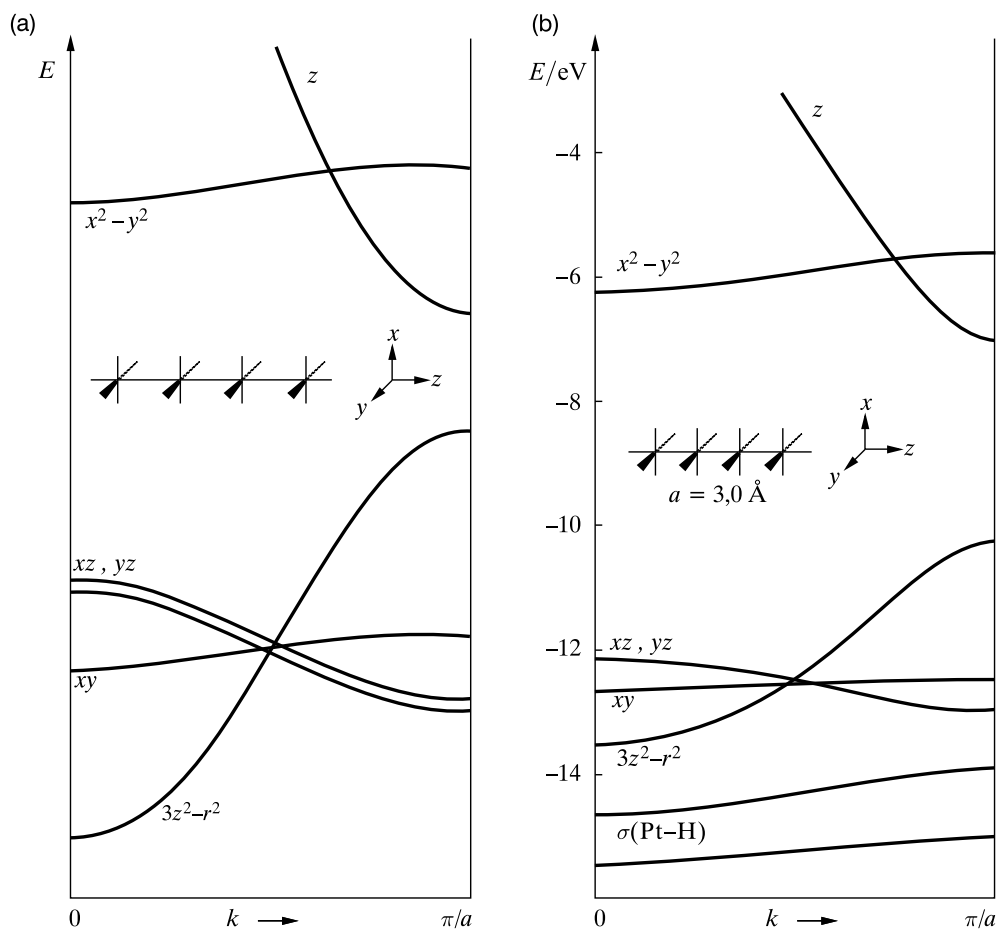 (a)
E
z
x² – y²
x
z
y
xz , yz
xy
3z²–r²
0 k π/a
(b)
E/eV
z
–4
x² – y²
–6
–8
x
z
y
a = 3,0 Å
–10
xz , yz
–12
xy
3z²–r²
–14
σ(Pt–H)
0 k π/a